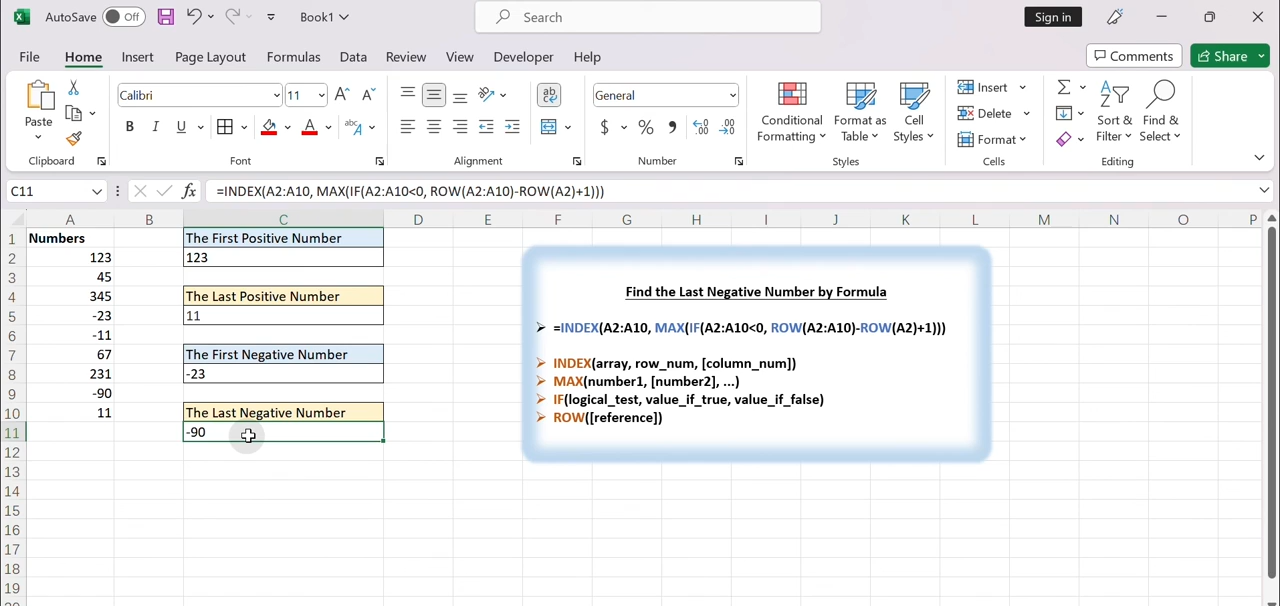 AutoSave Off Book1 Search Sign in
File Home Insert Page Layout Formulas Data Review View Developer Help Comments Share
Paste Calibri 11 General Conditional Formatting Format as Table Cell Styles Insert Delete Format Sort & Filter Find & Select
Clipboard Font Alignment Number Styles Cells Editing
C11 fx =INDEX(A2:A10, MAX(IF(A2:A10<0, ROW(A2:A10)-ROW(A2)+1)))
A B C D E F G H I J K L M N O P
1 Numbers The First Positive Number
2 123 123
3 45
4 345 The Last Positive Number
5 -23 11
6 -11
7 67 The First Negative Number
8 231 -23
9 -90
10 11 The Last Negative Number
11 -90
12
13
14
15
16
17
18
19
Find the Last Negative Number by Formula
=INDEX(A2:A10, MAX(IF(A2:A10<0, ROW(A2:A10)-ROW(A2)+1)))
INDEX(array, row_num, [column_num])
MAX(number1, [number2], ...)
IF(logical_test, value_if_true, value_if_false)
ROW([reference])